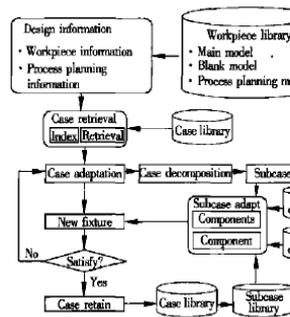 Design information
Workpiece library
· Workpiece information
· Main model
· Process planning
· Blank model
information
· Process planning
Case retrieval
Index Retrieval
Case library
Case adaptation
Case decomposition
Subcase
Subcase adapt
New fixture
Components
Component
No
Satisfy?
Yes
Case retain
Case library
Subcase
library